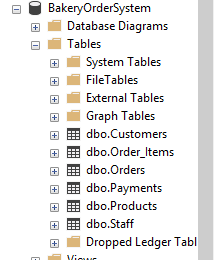 BakeryOrderSystem
Database Diagrams
Tables
System Tables
FileTables
External Tables
Graph Tables
dbo.Customers
dbo.Order_Items
dbo.Orders
dbo.Payments
dbo.Products
dbo.Staff
Dropped Ledger Tabl
Views